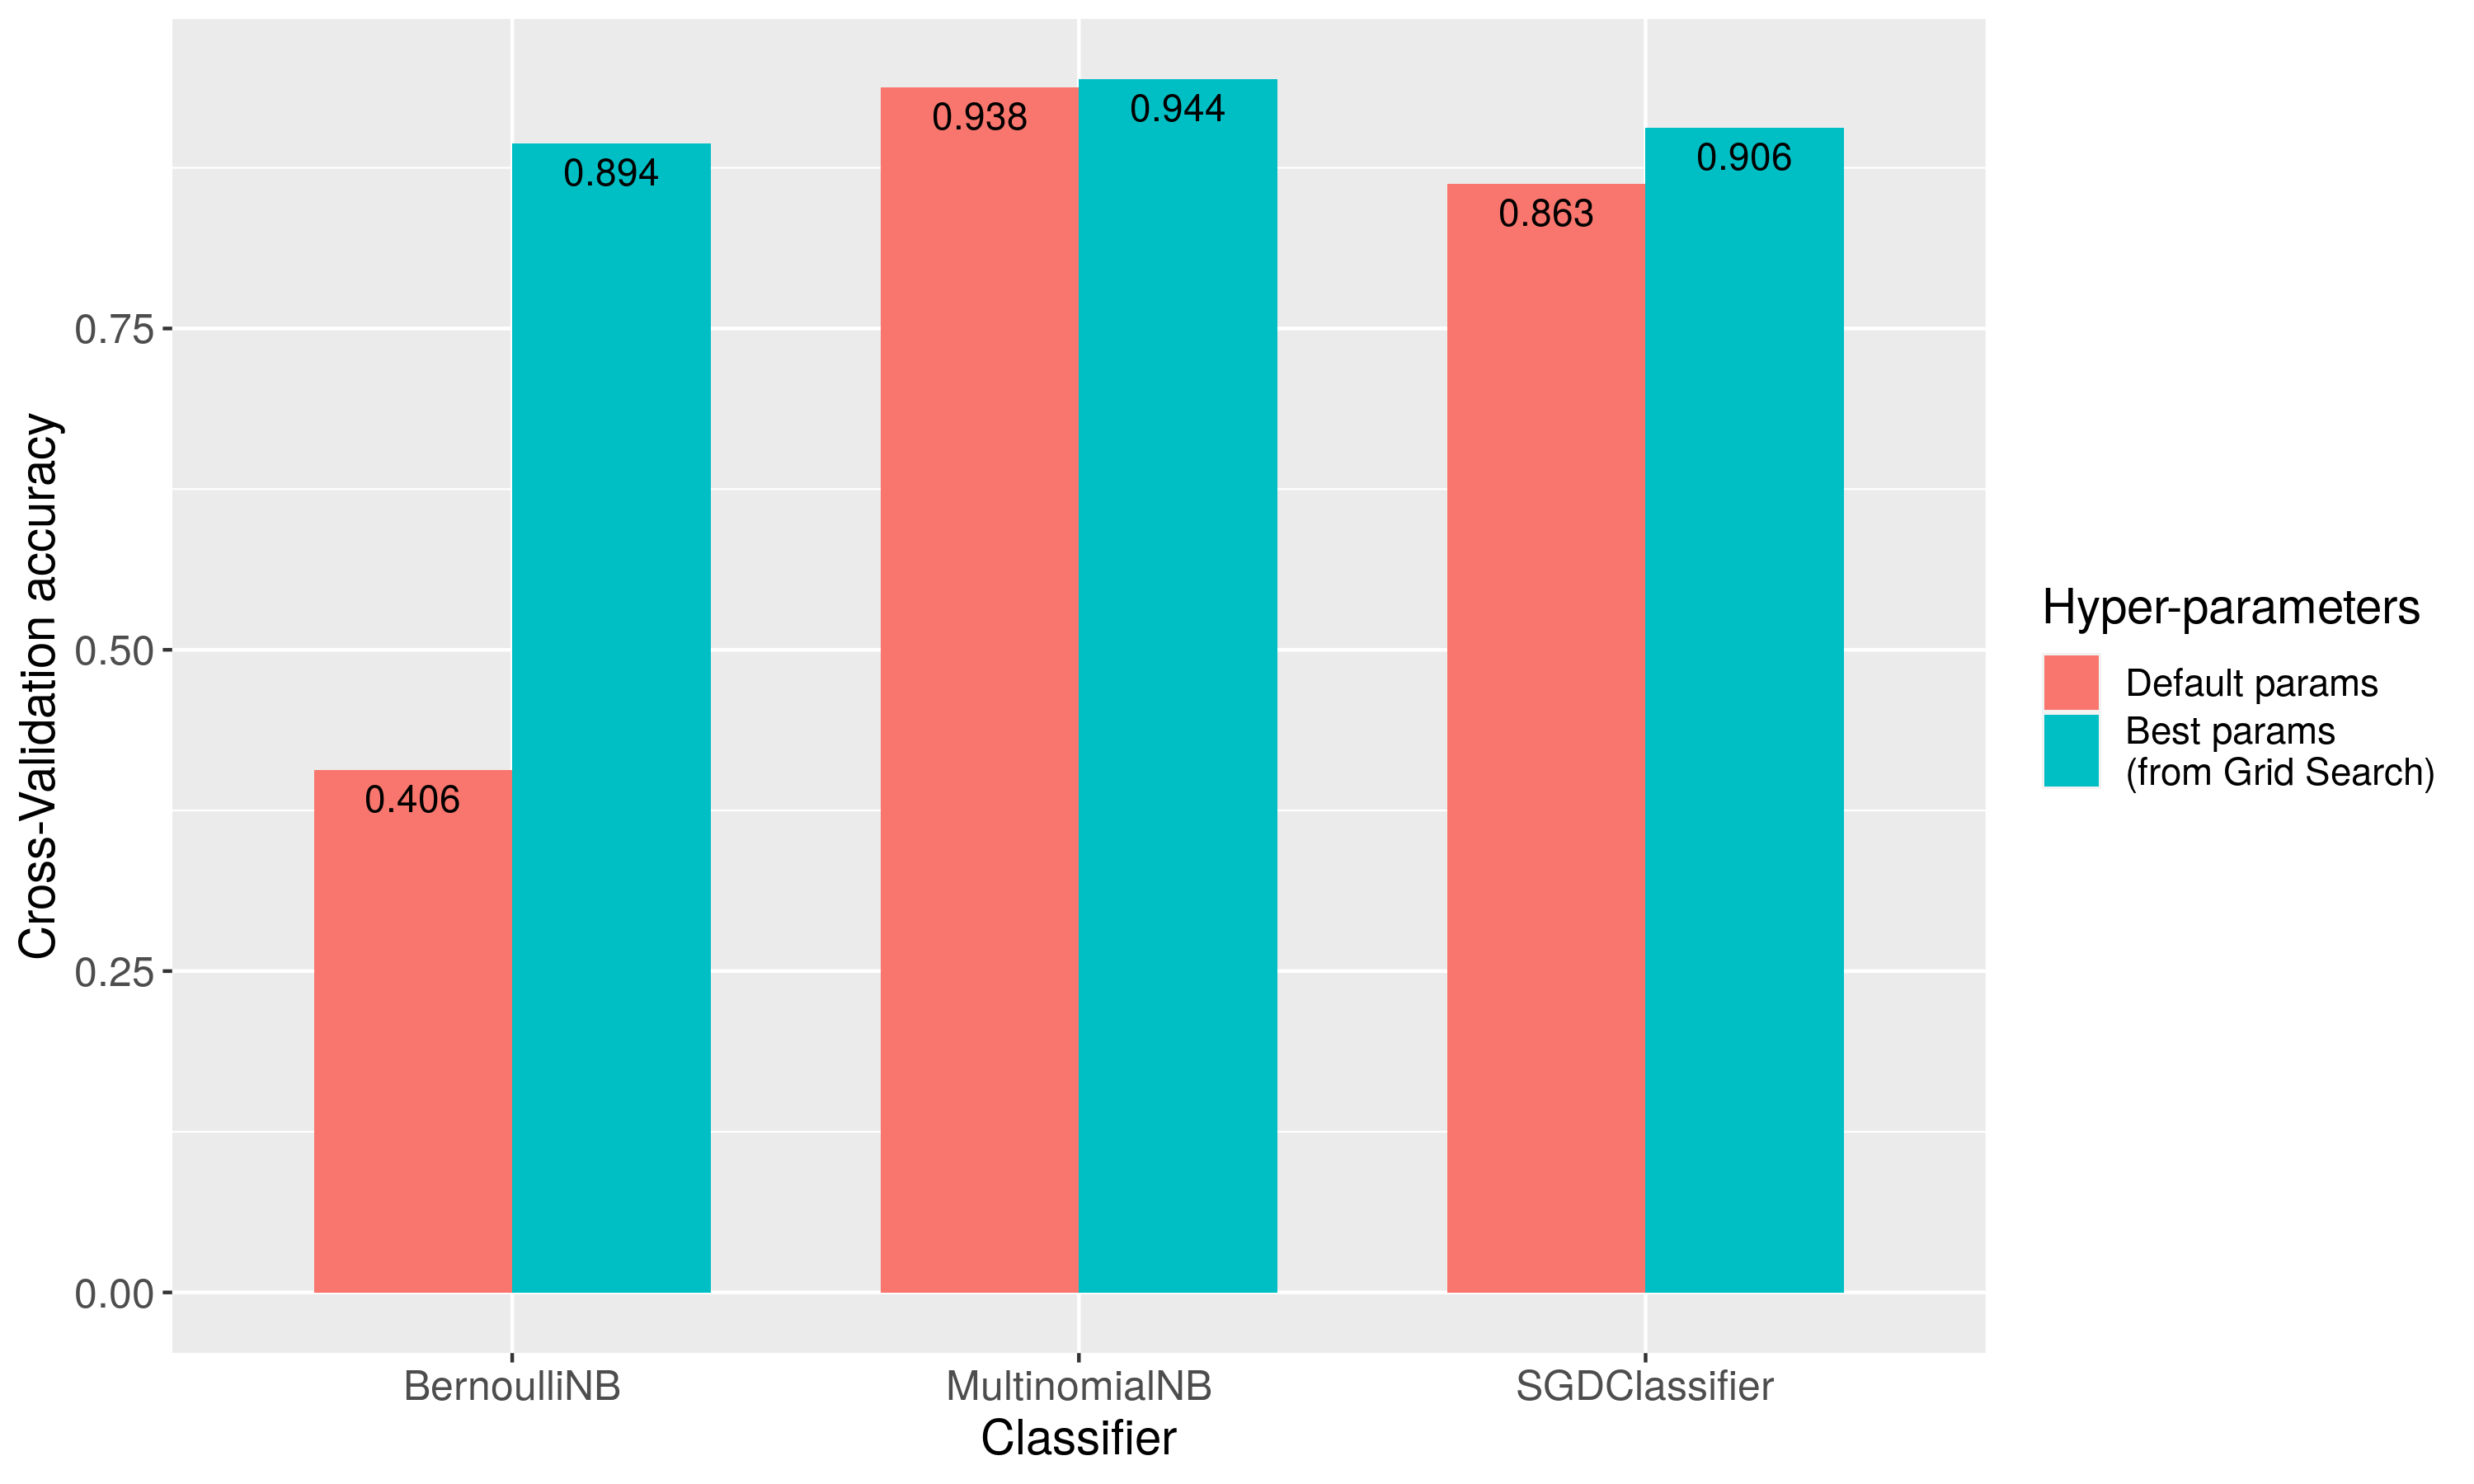 Cross-Validation accuracy
0.75
0.50
0.25
0.00
0.406
0.894
0.938
0.944
0.863
0.906
BernoulliNB
MultinomialNB
SGDClassifier
Classifier
Hyper-parameters
Default params
Best params
(from Grid Search)